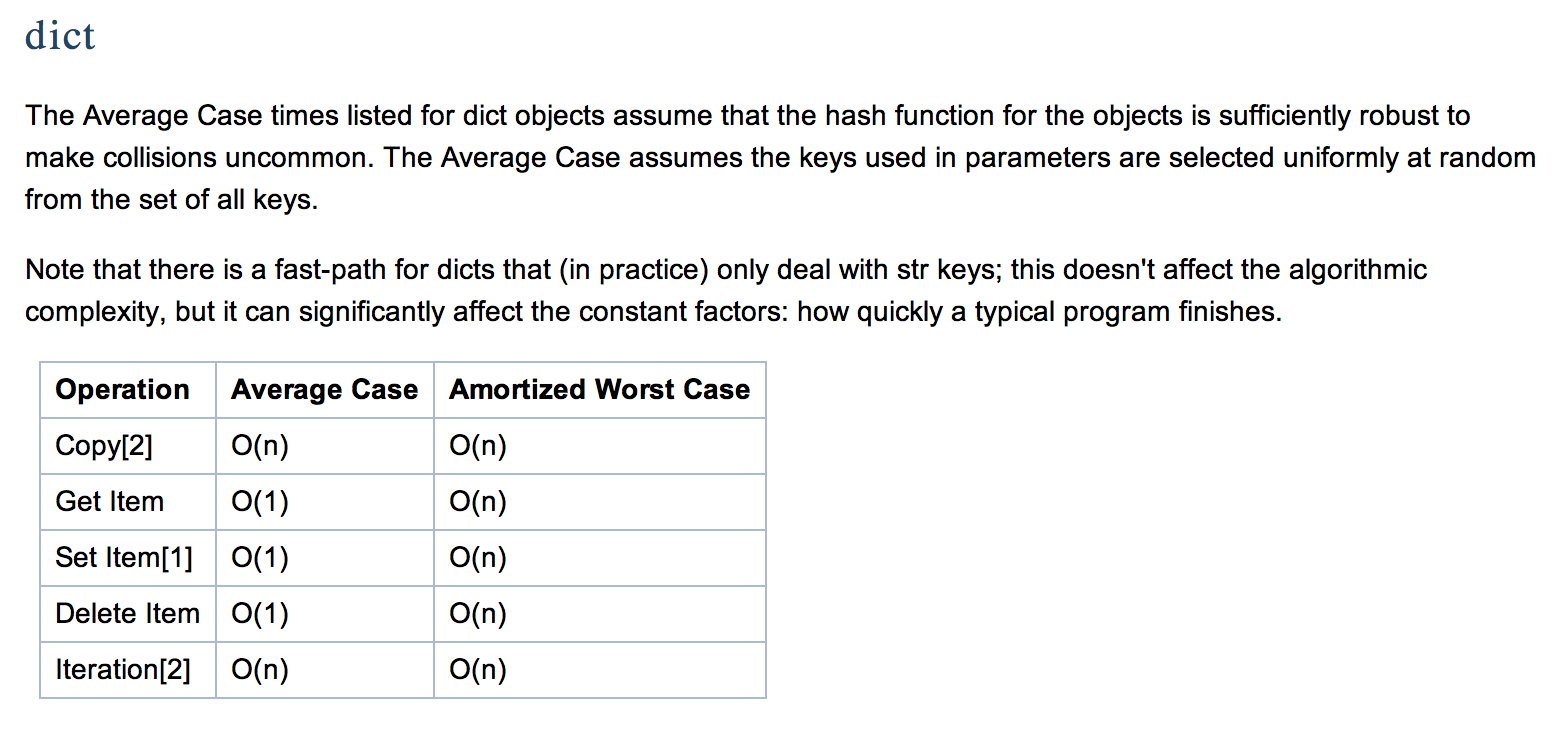 dict
The Average Case times listed for dict objects assume that the hash function for the objects is sufficiently robust to
make collisions uncommon. The Average Case assumes the keys used in parameters are selected uniformly at random
from the set of all keys.
Note that there is a fast-path for dicts that (in practice) only deal with str keys; this doesn't affect the algorithmic
complexity, but it can significantly affect the constant factors: how quickly a typical program finishes.
Operation Average Case Amortized Worst Case
Copy[2] O(n) O(n)
Get Item O(1) O(n)
Set Item[1] O(1) O(n)
Delete Item O(1) O(n)
Iteration[2] O(n) O(n)